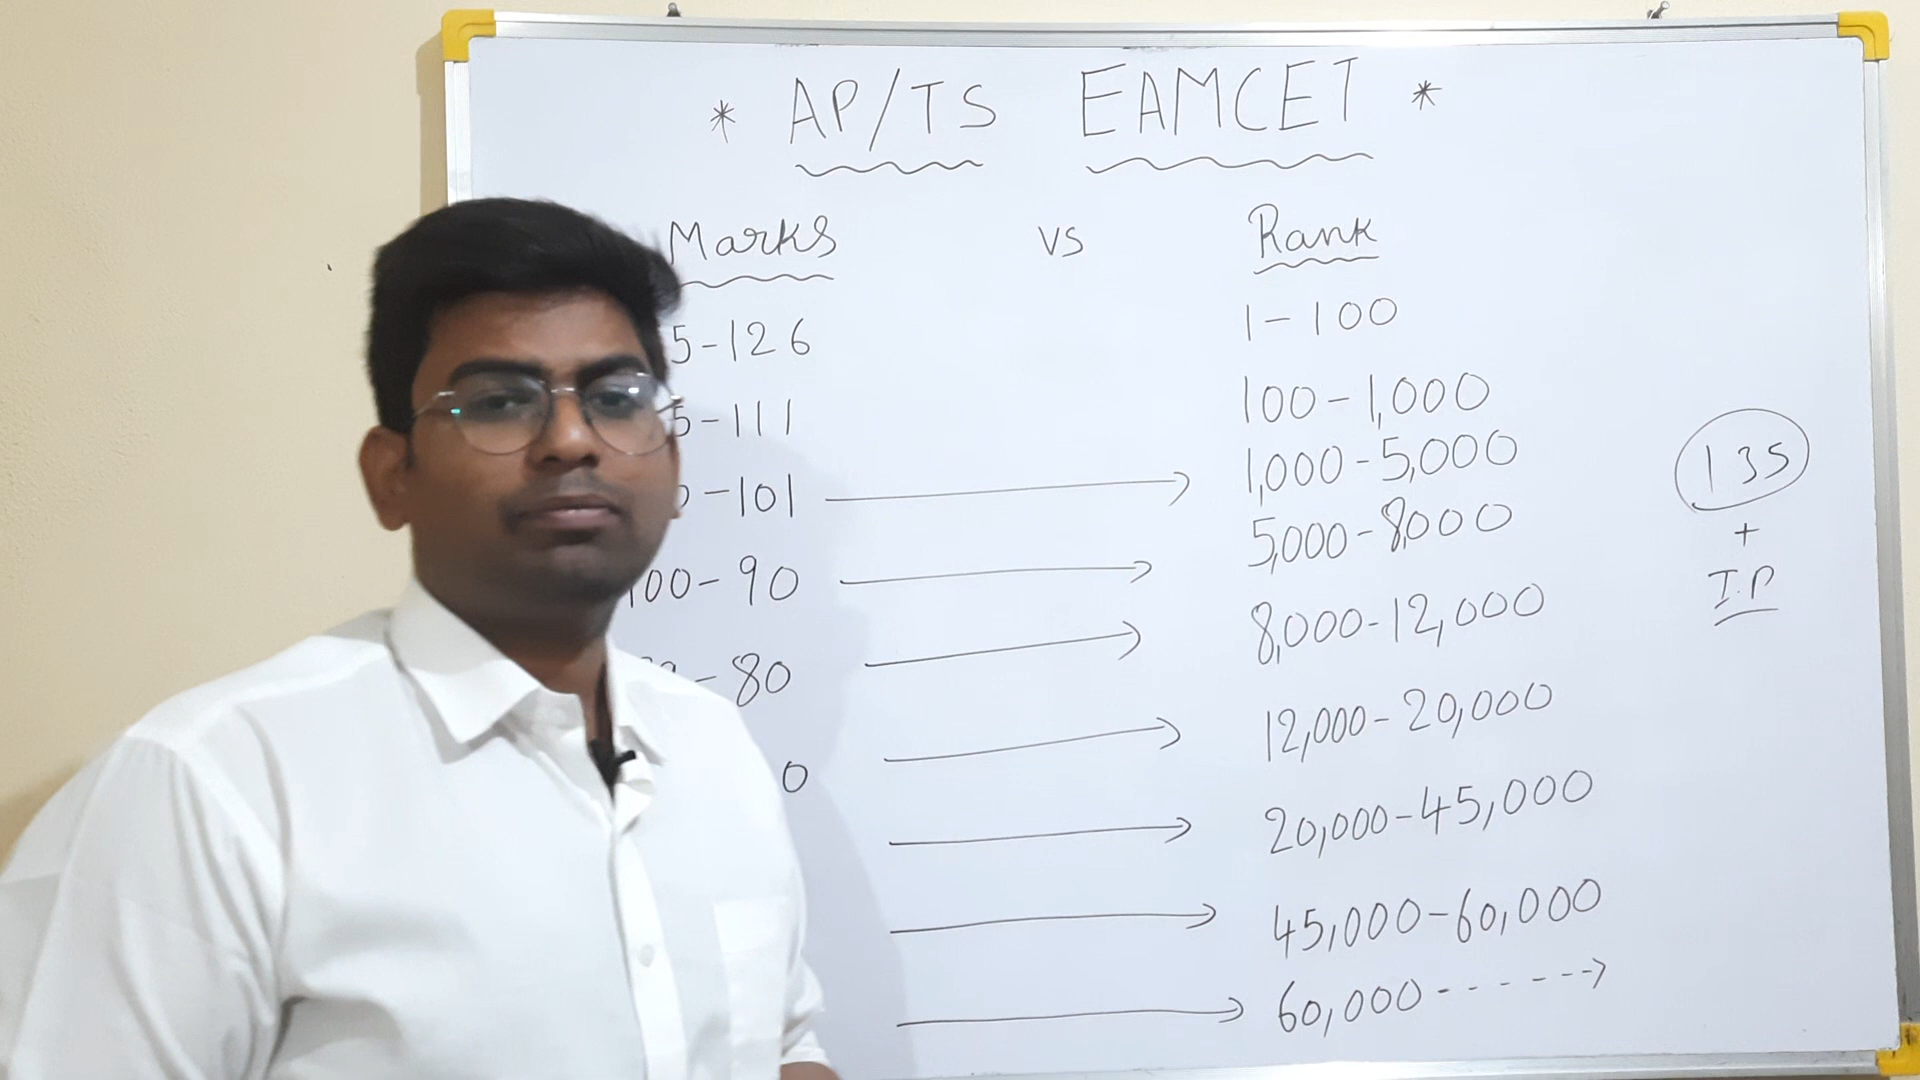 * AP/TS EAMCET *
Marks vs Rank
5-126 1-100
5-111 100-1,000
-101 → 1,000-5,000
100-90 → 5,000-8,000
-80 → 8,000-12,000
0 → 12,000-20,000
→ 20,000-45,000
→ 45,000-60,000
→ 60,000- - - - - ->
135
+
I.P